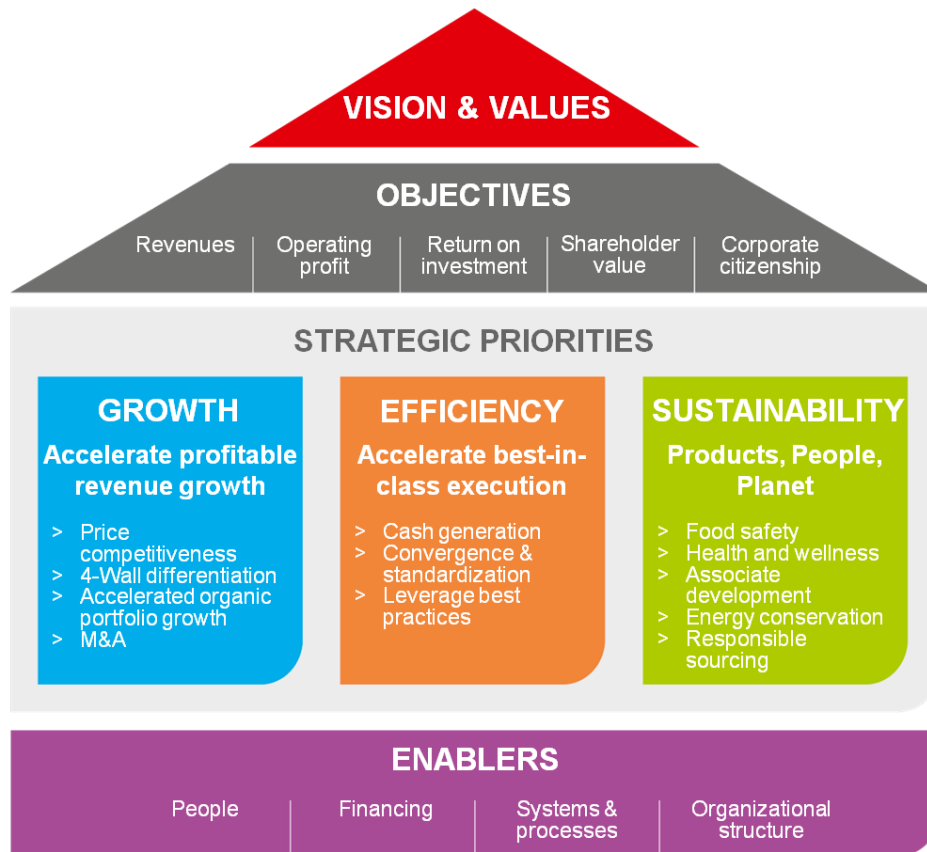 VISION & VALUES
OBJECTIVES
Revenues
Operating
profit
Return on
investment
Shareholder
value
Corporate
citizenship
STRATEGIC PRIORITIES
GROWTH
Accelerate profitable
revenue growth
> Price
competitiveness
> 4-Wall differentiation
> Accelerated organic
portfolio growth
> M&A
EFFICIENCY
Accelerate best-in-
class execution
> Cash generation
> Convergence &
standardization
> Leverage best
practices
SUSTAINABILITY
Products, People,
Planet
> Food safety
> Health and wellness
> Associate
development
> Energy conservation
> Responsible
sourcing
ENABLERS
People
Financing
Systems &
processes
Organizational
structure